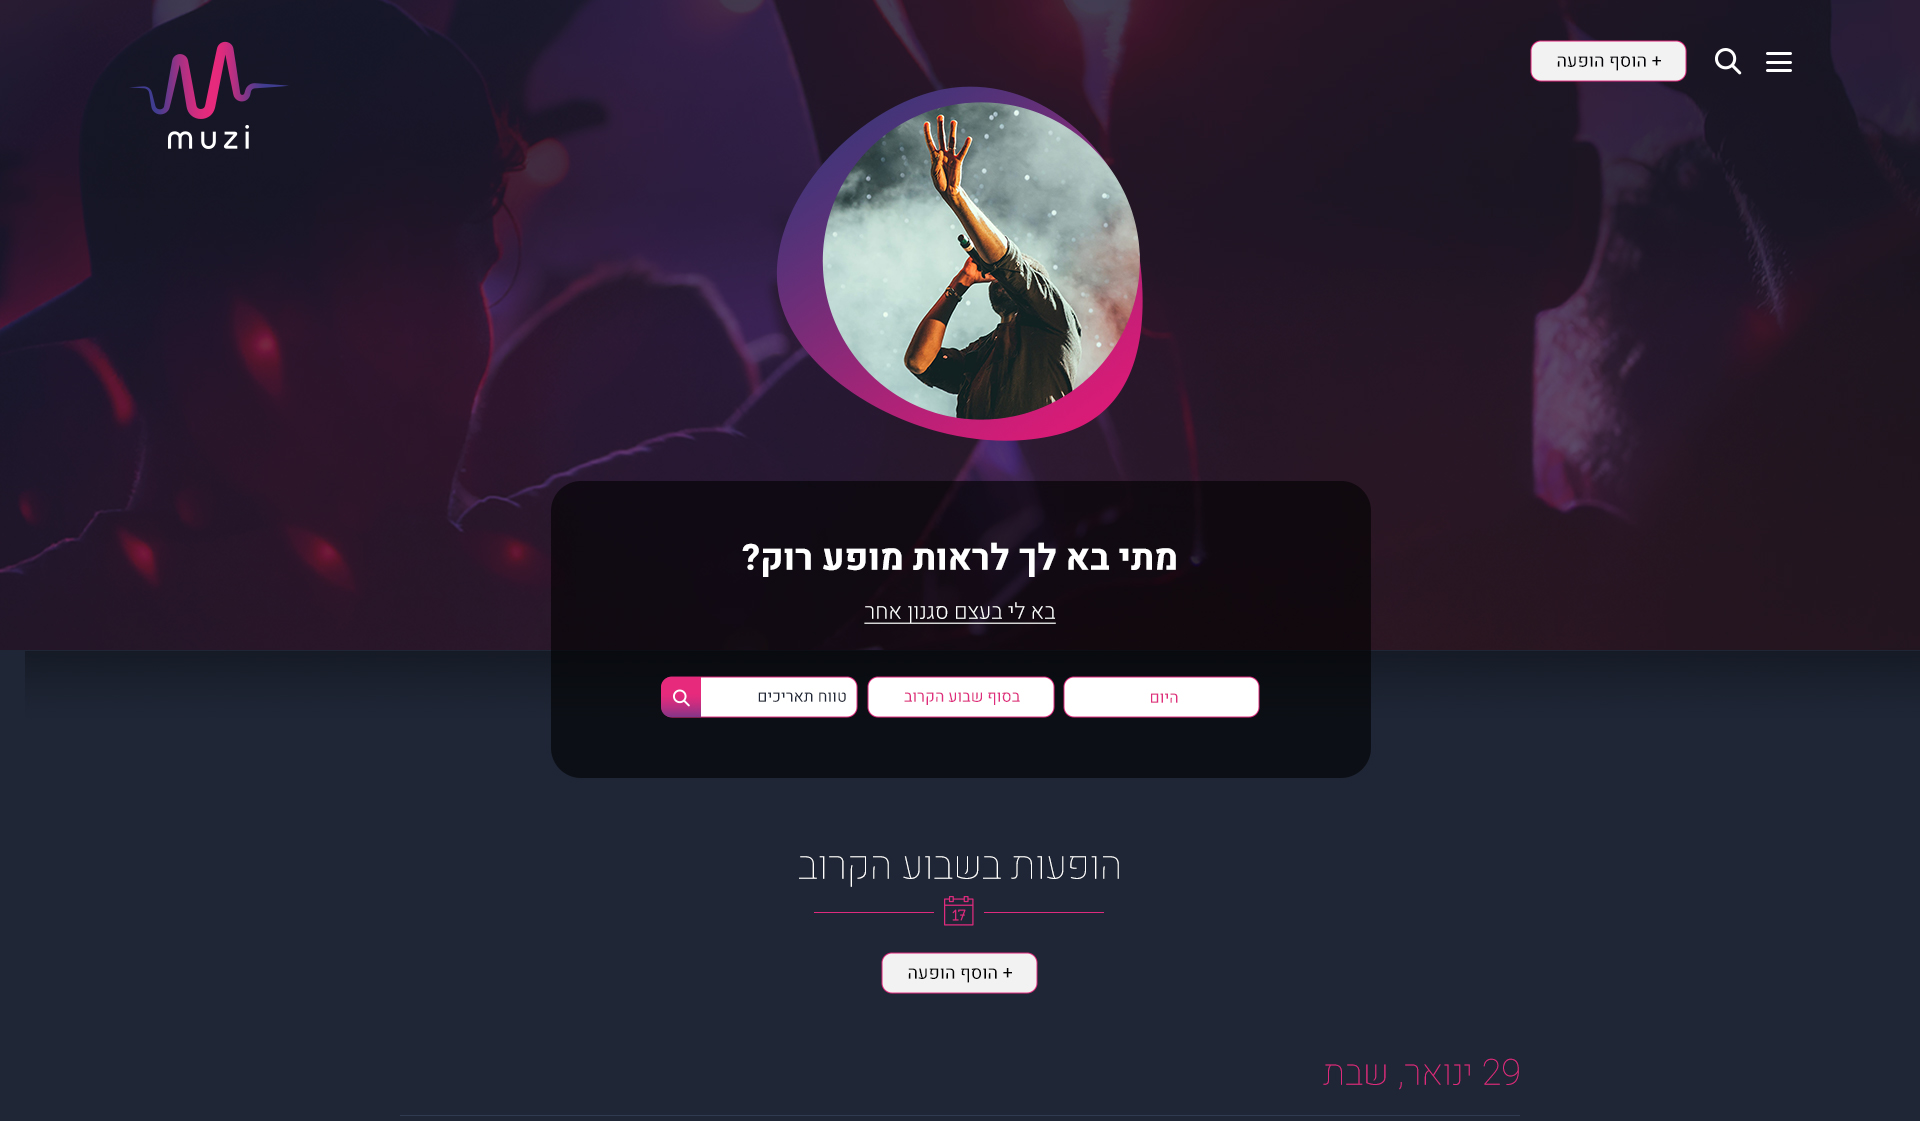 muzi
+ הוסף הופעה
מתי בא לך לראות מופע רוק?
בא לי בעצם סגנון אחר
היום
בסוף שבוע הקרוב
טווח תאריכים
הופעות בשבוע הקרוב
17
+ הוסף הופעה
29 ינואר, שבת